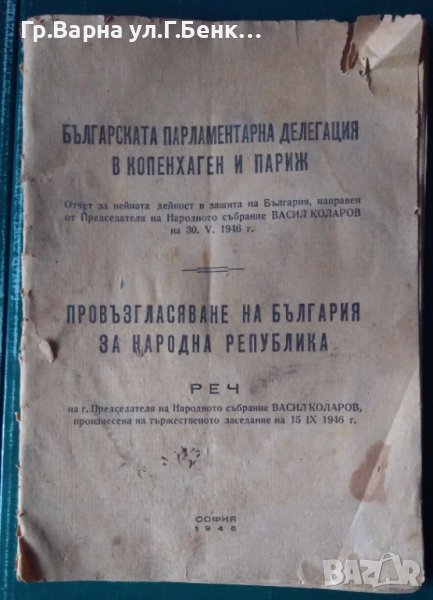 Гр.Варна ул.Г.Бенк...
БЪЛГАРСКАТА ПАРЛАМЕНТАРНА ДЕЛЕГАЦИЯ
В КОПЕНХАГЕН И ПАРИЖ
Отчет за нейната дейност в защита на България, направен
от Председателя на Народното събрание ВАСИЛ КОЛАРОВ
на 30. V. 1946 г.
ПРОВЪЗГЛАСЯВАНЕ НА БЪЛГАРИЯ
ЗА НАРОДНА РЕПУБЛИКА
РЕЧ
на г. Председателя на Народното събрание ВАСИЛ КОЛАРОВ,
произнесена на тържественото заседание на 15 IX 1946 г.
СОФИЯ
1946
BAZAR